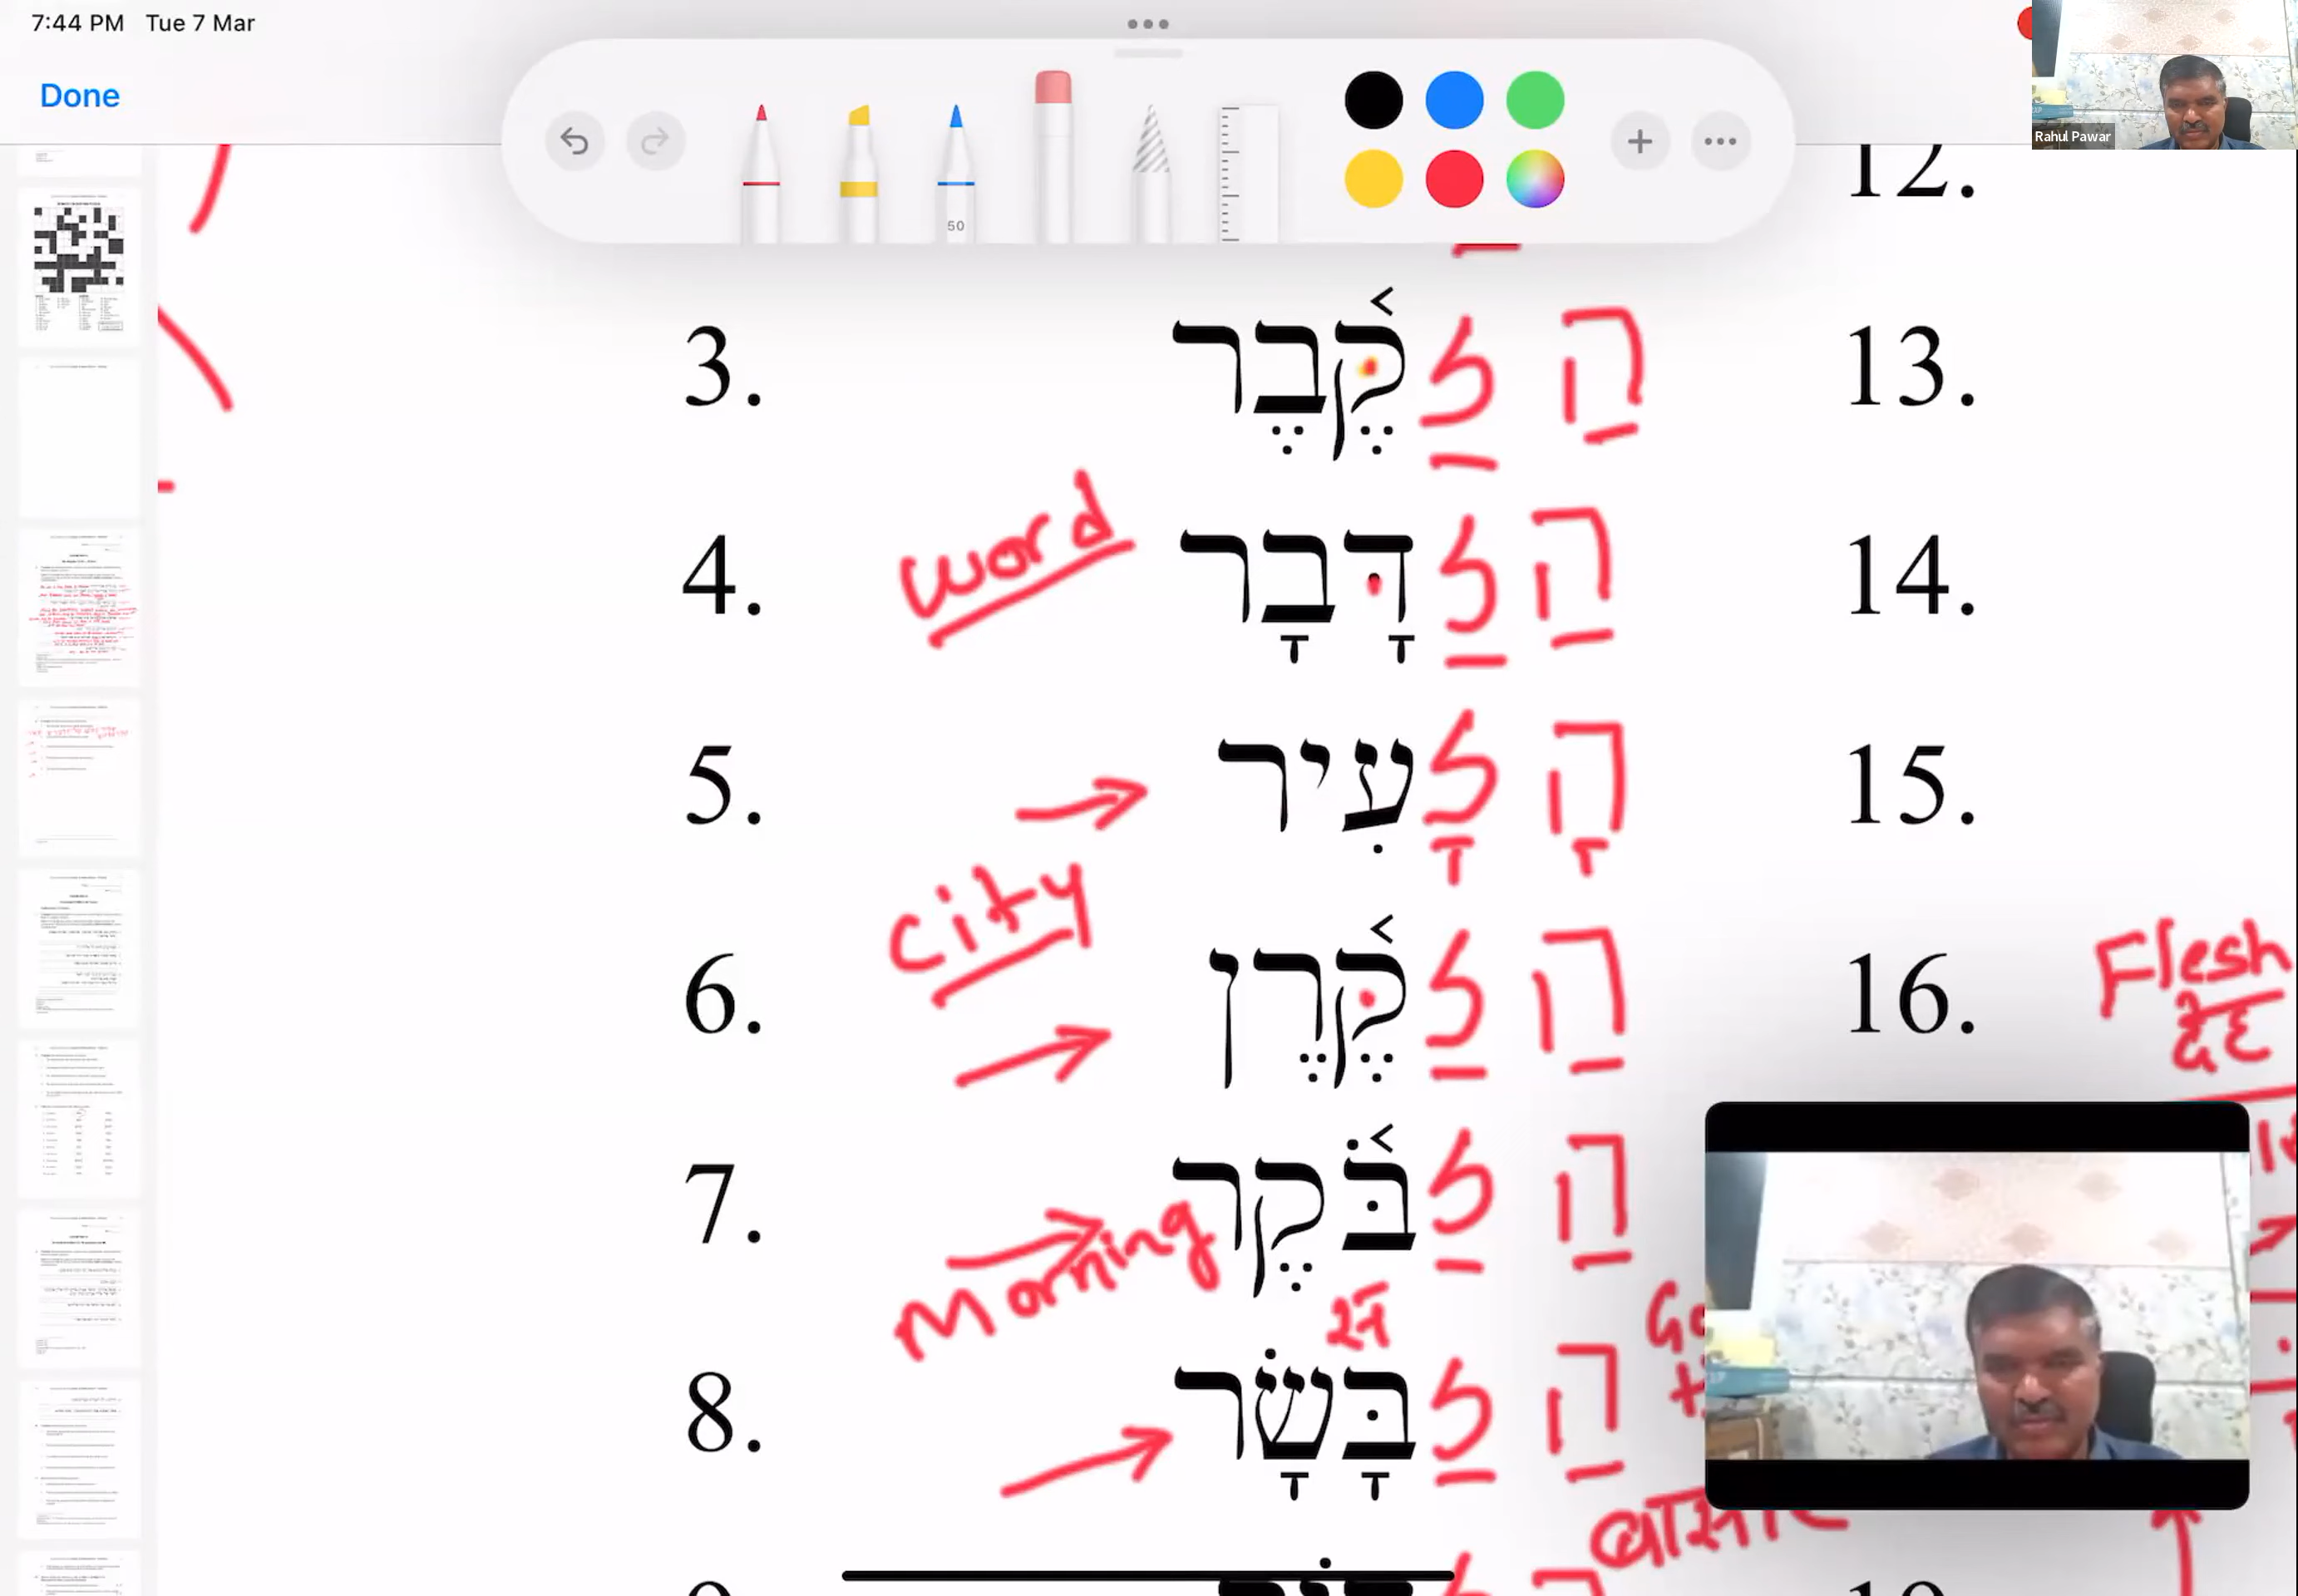 7:44 PM Tue 7 Mar
Done
50
Rahul Pawar
12.
3. הַ לַ קֶ֫בֶר 13.
4. word הַ לַ דָּבָר 14.
5. הָ לָ עִיר 15.
City
6. הַ לַ קֶ֫רֶן 16. Flesh
देह
7. Morning הַ לַ בֹּ֫קֶר
स
8. הַ לַ בָּשָׂר
बासार